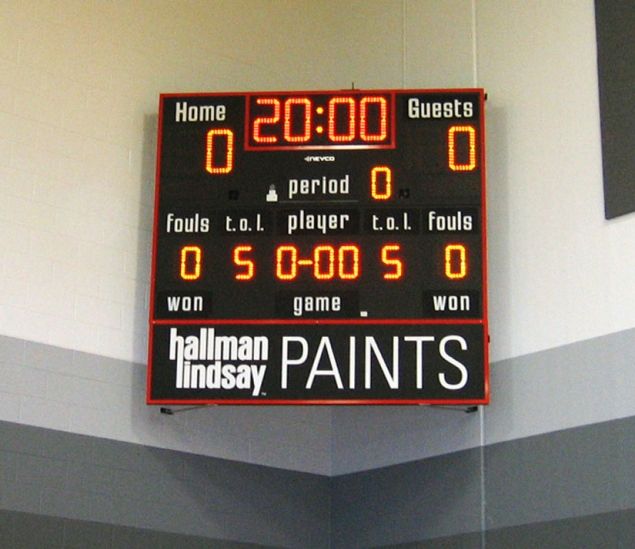 Home 20:00 Guests
0 0
NEVCO
period 0
fouls t.o.l. player t.o.l. fouls
0 5 0-00 5 0
won game won
hallman
lindsay PAINTS